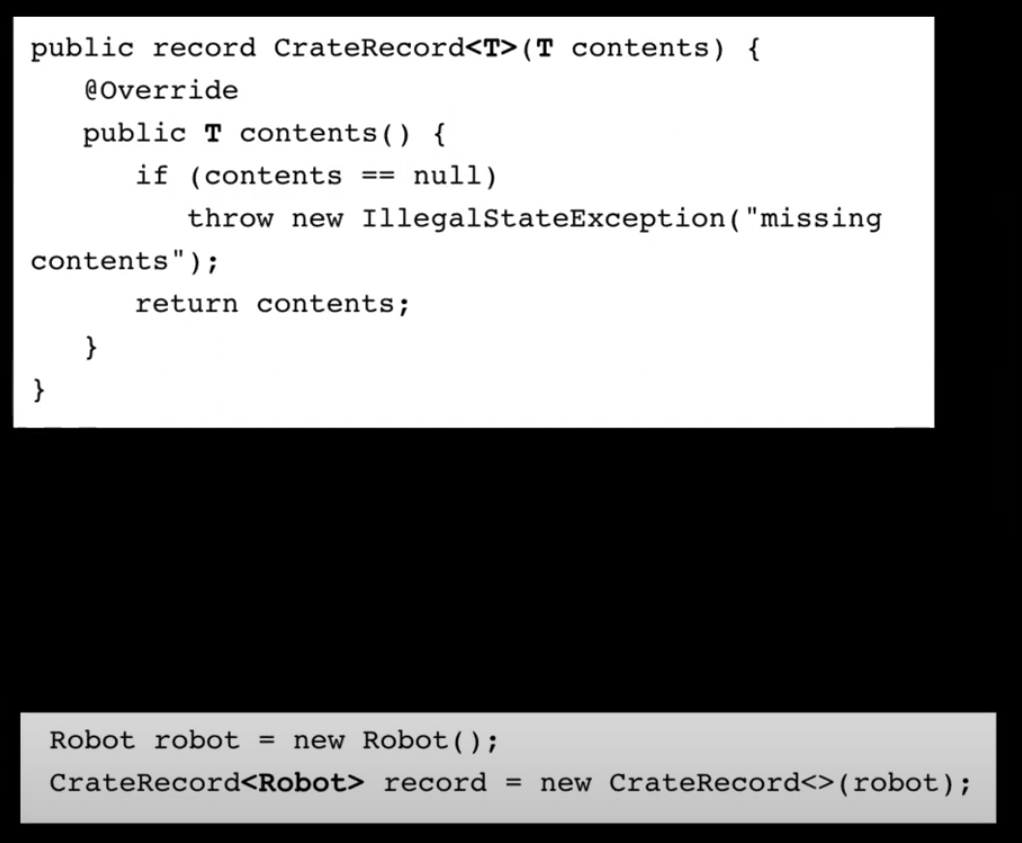 public record CrateRecord<T>(T contents) {
@Override
public T contents() {
if (contents == null)
throw new IllegalStateException("missing
contents");
return contents;
}
}
Robot robot = new Robot();
CrateRecord<Robot> record = new CrateRecord<>(robot);